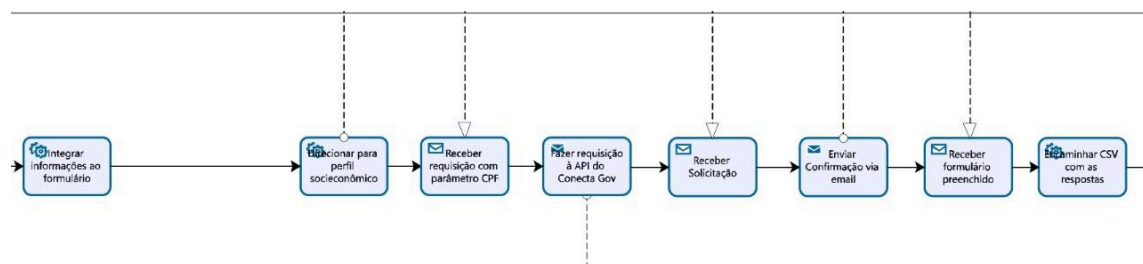 Integrar
informações ao
formulário
Direcionar para
perfil
socieconômico
Receber
requisição com
parâmetro CPF
Fazer requisição
à API do
Conecta Gov
Receber
Solicitação
Enviar
Confirmação via
email
Receber
formulário
preenchido
Encaminhar CSV
com as
respostas